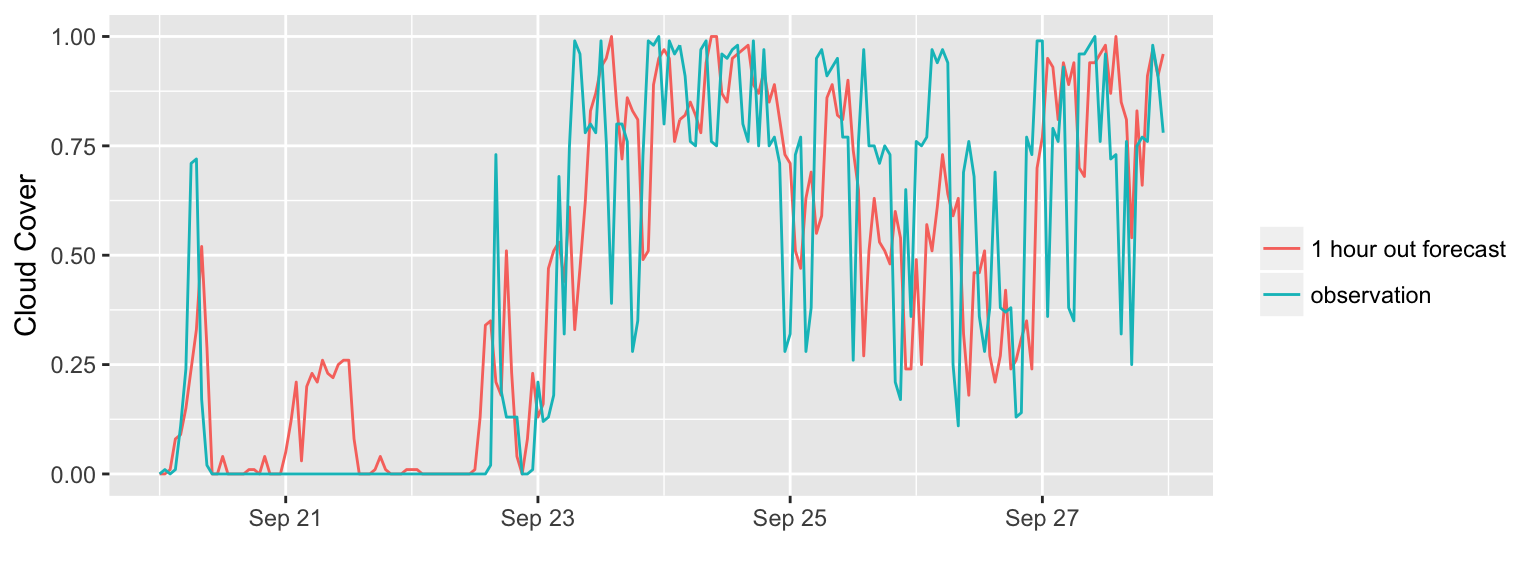 Cloud Cover
1.00
0.75
0.50
0.25
0.00
Sep 21
Sep 23
Sep 25
Sep 27
1 hour out forecast
observation